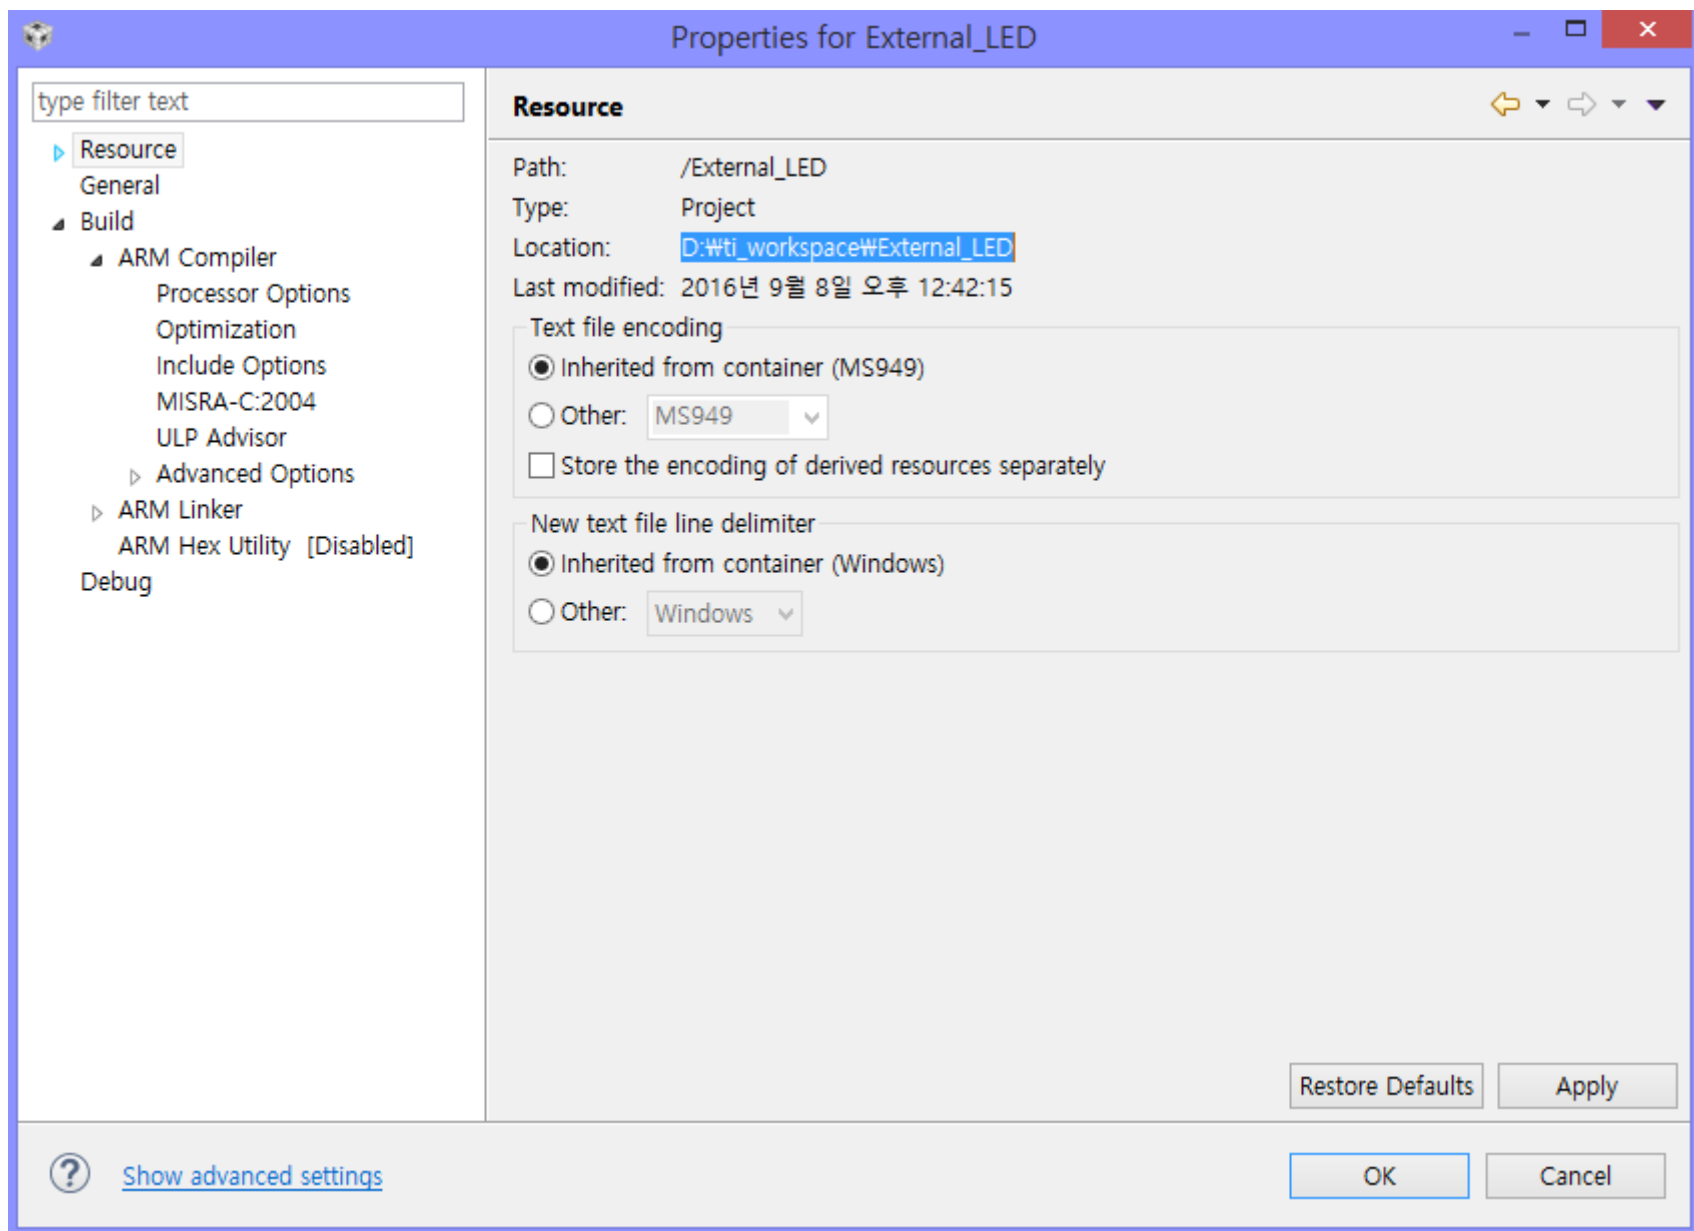 Properties for External_LED
type filter text
Resource
General
Build
ARM Compiler
Processor Options
Optimization
Include Options
MISRA-C:2004
ULP Advisor
Advanced Options
ARM Linker
ARM Hex Utility [Disabled]
Debug
Resource
Path: /External_LED
Type: Project
Location: D:₩ti_workspace₩External_LED
Last modified: 2016년 9월 8일 오후 12:42:15
Text file encoding
Inherited from container (MS949)
Other: MS949
Store the encoding of derived resources separately
New text file line delimiter
Inherited from container (Windows)
Other: Windows
Restore Defaults Apply
? Show advanced settings
OK Cancel